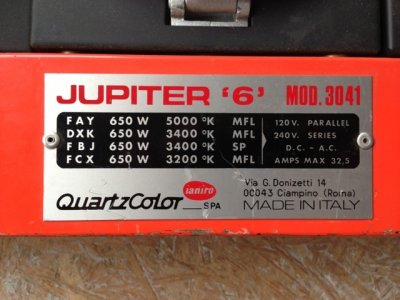 JUPITER '6' MOD. 3041
FAY 650 W 5000 °K MFL
DXK 650 W 3400 °K MFL
FBJ 650 W 3400 °K SP
FCX 650 W 3200 °K MFL
120 V. PARALLEL
240 V. SERIES
D.C. - A.C.
AMPS MAX 32,5
QuartzColor ianiro SPA
Via G. Donizetti 14
00043 Ciampino (Roma)
MADE IN ITALY